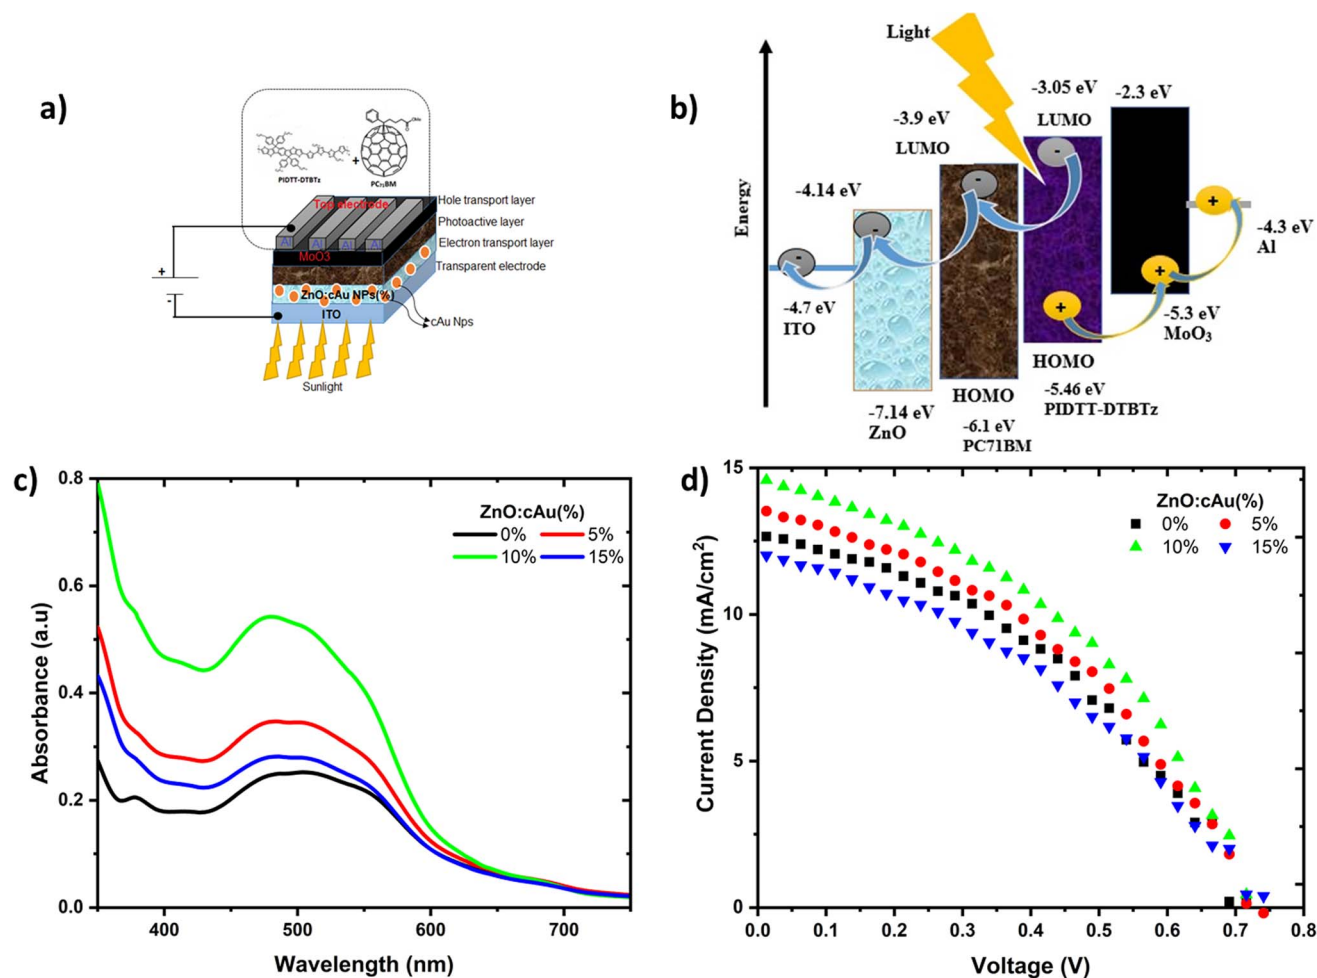 a)
PIDTT-DTBTz
+
PC71BM
OMe
Top electrode
Al Al Al Al
MoO3
ZnO:cAu NPs(%)
ITO
Hole transport layer
Photoactive layer
Electron transport layer
Transparent electrode
cAu Nps
+
-
Sunlight
b)
Energy
Light
-4.7 eV
ITO
-4.14 eV
-7.14 eV
ZnO
-3.9 eV
LUMO
HOMO
-6.1 eV
PC71BM
-3.05 eV
LUMO
HOMO
-5.46 eV
PIDTT-DTBTz
-2.3 eV
-5.3 eV
MoO3
-4.3 eV
Al
- - - -
+ + +
c)
ZnO:cAu(%)
0% 5%
10% 15%
0.8
0.6
0.4
0.2
0.0
Absorbance (a.u)
400 500 600 700
Wavelength (nm)
d)
ZnO:cAu(%)
0% 5%
10% 15%
15
10
5
0
Current Density (mA/cm2)
0.0 0.1 0.2 0.3 0.4 0.5 0.6 0.7 0.8
Voltage (V)